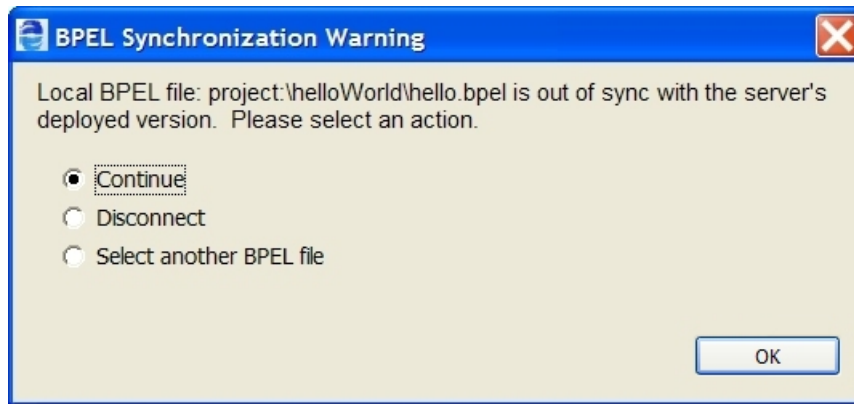 BPEL Synchronization Warning
Local BPEL file: project:\helloWorld\hello.bpel is out of sync with the server's
deployed version.  Please select an action.
Continue
Disconnect
Select another BPEL file
OK